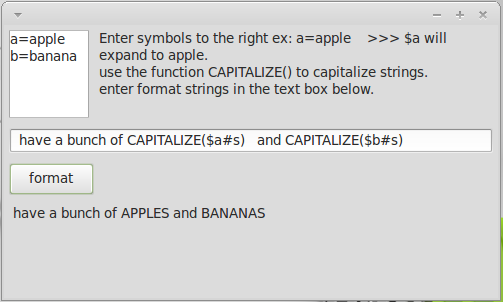 a=apple
b=banana
Enter symbols to the right ex: a=apple    >>> $a will
expand to apple.
use the function CAPITALIZE() to capitalize strings.
enter format strings in the text box below.
have a bunch of CAPITALIZE($a#s)   and CAPITALIZE($b#s)
format
have a bunch of APPLES and BANANAS